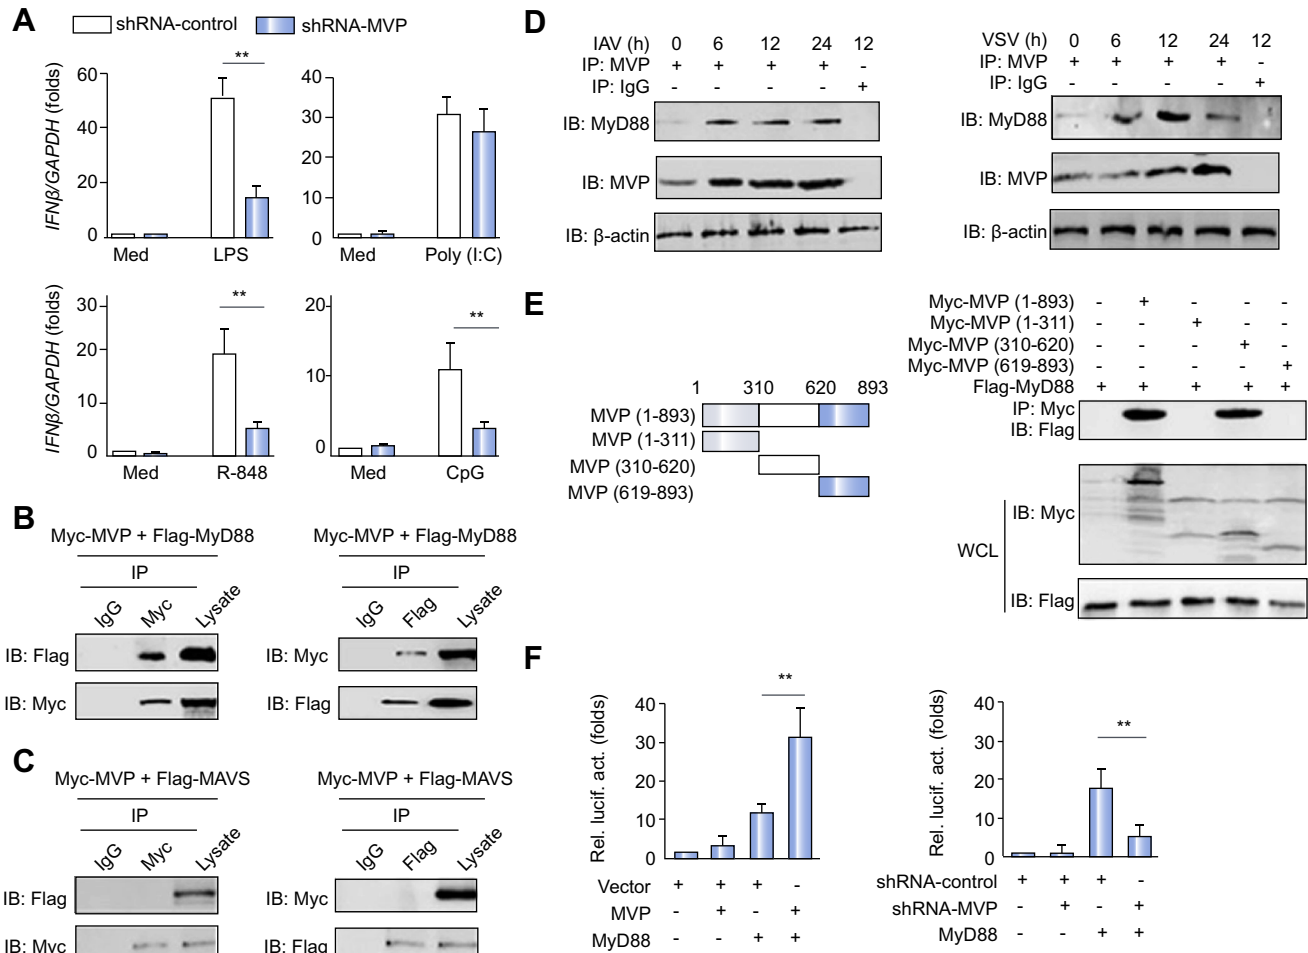 A
shRNA-control shRNA-MVP
IFNβ/GAPDH (folds)
60
40
20
0
**
Med LPS
40
30
20
10
0
Med Poly (I:C)
IFNβ/GAPDH (folds)
30
20
10
0
**
Med R-848
20
10
0
**
Med CpG
B
Myc-MVP + Flag-MyD88
IP
IgG Myc Lysate
IB: Flag
IB: Myc
Myc-MVP + Flag-MyD88
IP
IgG Flag Lysate
IB: Myc
IB: Flag
C
Myc-MVP + Flag-MAVS
IP
IgG Myc Lysate
IB: Flag
IB: Myc
Myc-MVP + Flag-MAVS
IP
IgG Flag Lysate
IB: Myc
IB: Flag
D
IAV (h) 0 6 12 24 12
IP: MVP + + + + -
IP: IgG - - - - +
IB: MyD88
IB: MVP
IB: β-actin
VSV (h) 0 6 12 24 12
IP: MVP + + + + -
IP: IgG - - - - +
IB: MyD88
IB: MVP
IB: β-actin
E
1 310 620 893
MVP (1-893)
MVP (1-311)
MVP (310-620)
MVP (619-893)
Myc-MVP (1-893) - + - - -
Myc-MVP (1-311) - - + - -
Myc-MVP (310-620) - - - + -
Myc-MVP (619-893) - - - - +
Flag-MyD88 + + + + +
IP: Myc
IB: Flag
WCL
IB: Myc
IB: Flag
F
Rel. lucif. act. (folds)
40
30
20
10
0
**
Vector + + + -
MVP - + - +
MyD88 - - + +
Rel. lucif. act. (folds)
40
30
20
10
0
**
shRNA-control + + + -
shRNA-MVP - + - +
MyD88 - - + +